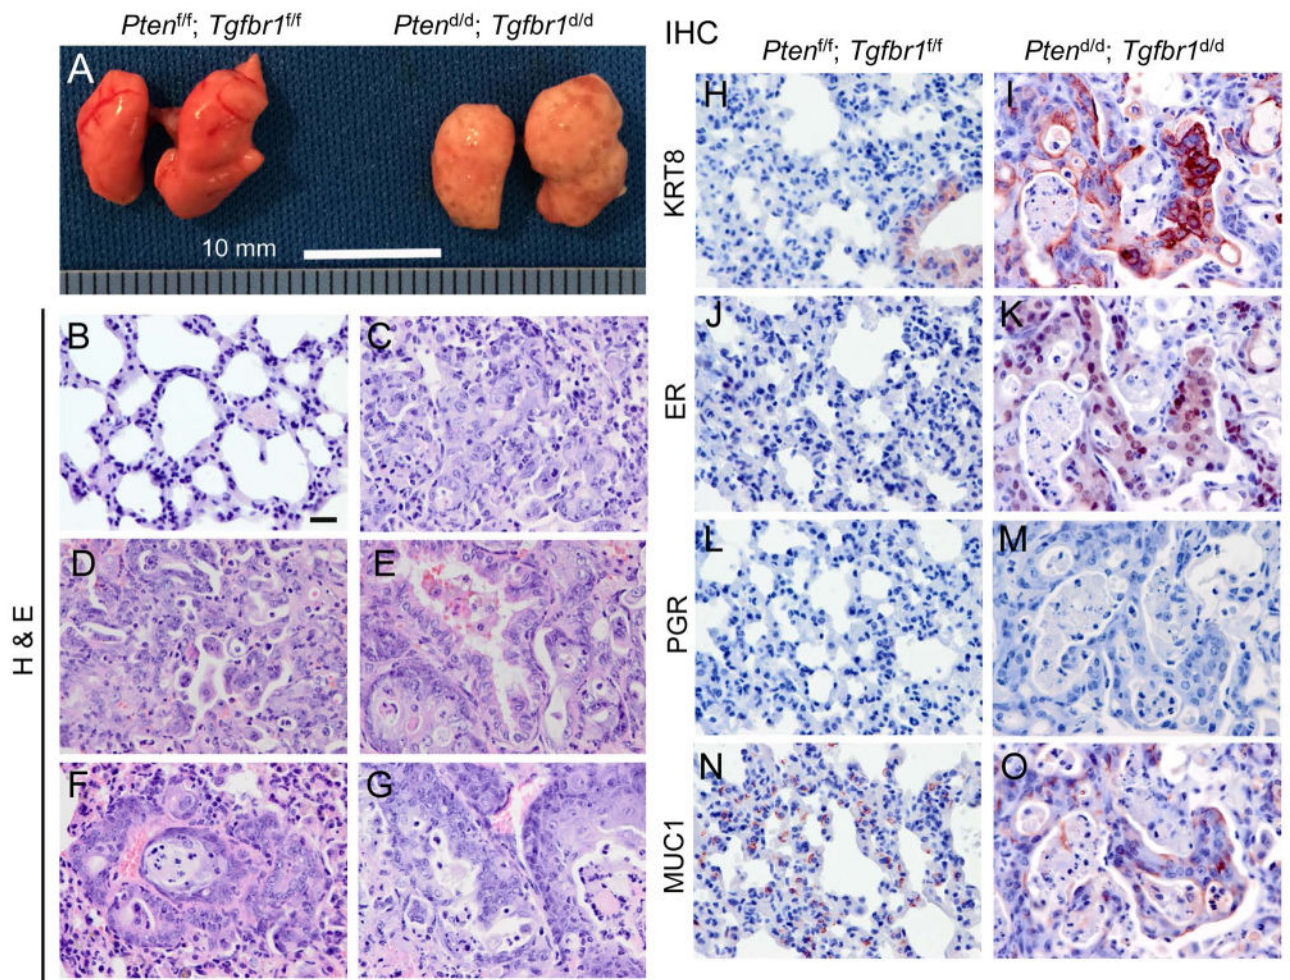 Pten^f/f; Tgfbr1^f/f
Pten^d/d; Tgfbr1^d/d
A
10 mm
H & E
B
C
D
E
F
G
IHC
Pten^f/f; Tgfbr1^f/f
Pten^d/d; Tgfbr1^d/d
KRT8
H
I
ER
J
K
PGR
L
M
MUC1
N
O